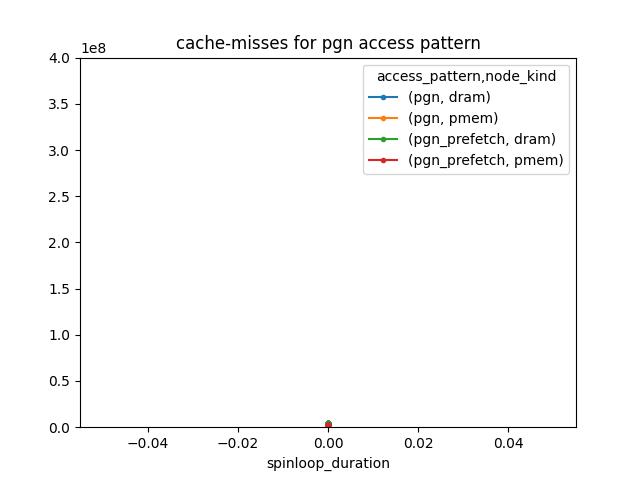 cache-misses for pgn access pattern
1e8
4.0
3.5
3.0
2.5
2.0
1.5
1.0
0.5
0.0
access_pattern,node_kind
(pgn, dram)
(pgn, pmem)
(pgn_prefetch, dram)
(pgn_prefetch, pmem)
−0.04 −0.02 0.00 0.02 0.04
spinloop_duration